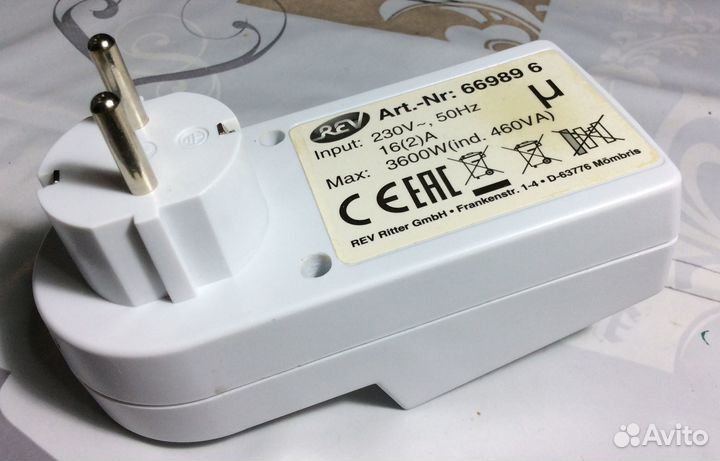 REV Art.-Nr: 66989 6
Input: 230V~, 50Hz
16(2)A
Max: 3600W(ind. 460VA)
µ
CE EAC
REV Ritter GmbH • Frankenstr. 1-4 • D-63776 Mömbris
Avito